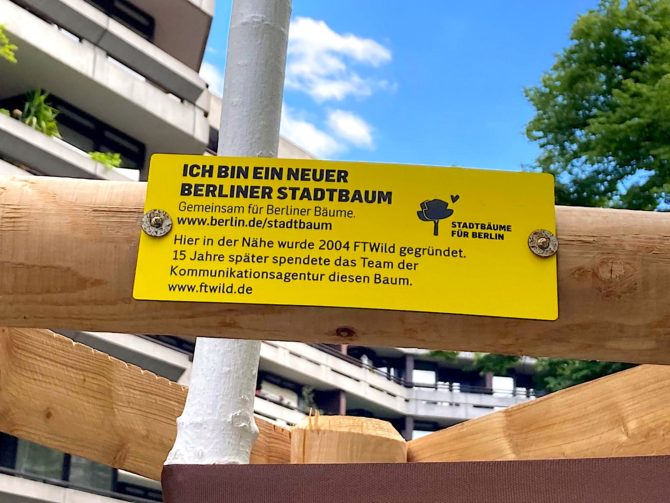 ICH BIN EIN NEUER
BERLINER STADTBAUM
Gemeinsam für Berliner Bäume.
www.berlin.de/stadtbaum
STADTBÄUME
FÜR BERLIN
Hier in der Nähe wurde 2004 FTWild gegründet.
15 Jahre später spendete das Team der
Kommunikationsagentur diesen Baum.
www.ftwild.de